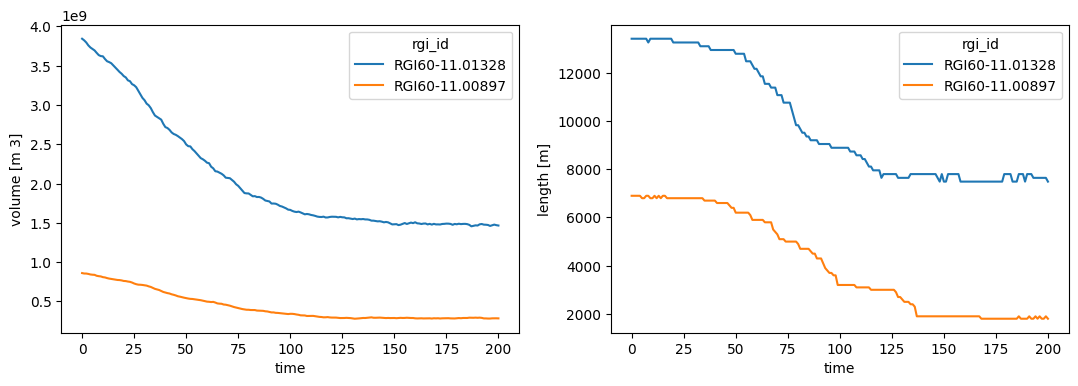 1e9
4.0
3.5
3.0
2.5
2.0
1.5
1.0
0.5
volume [m 3]
0 25 50 75 100 125 150 175 200
time
rgi_id
RGI60-11.01328
RGI60-11.00897
12000
10000
8000
6000
4000
2000
length [m]
0 25 50 75 100 125 150 175 200
time
rgi_id
RGI60-11.01328
RGI60-11.00897